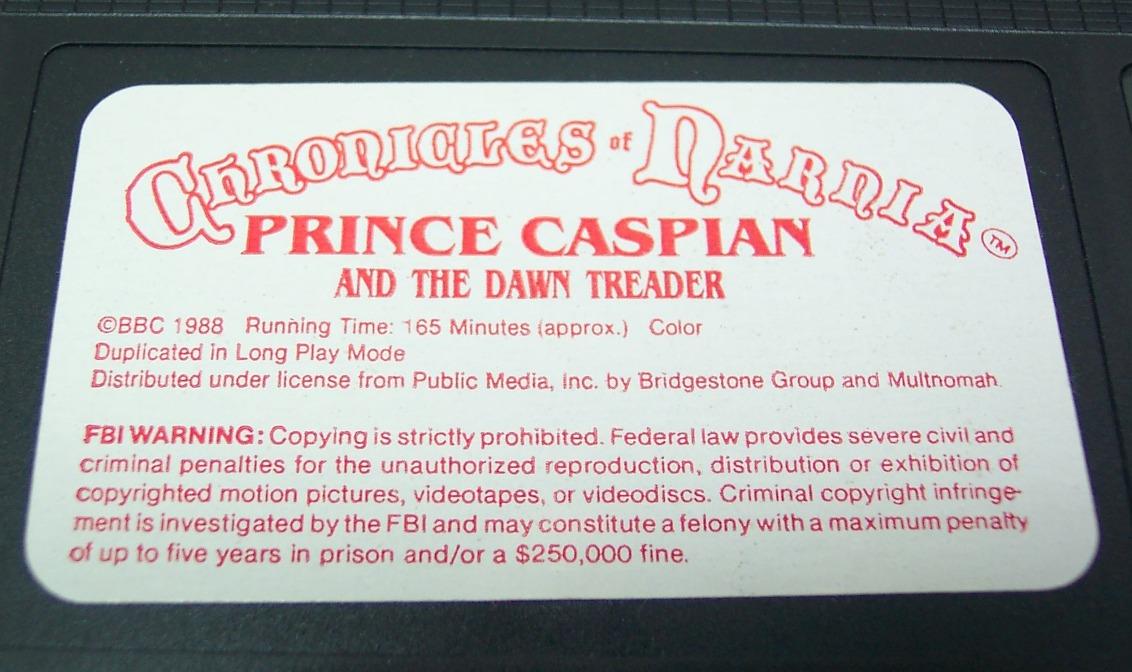 Chronicles of Narnia™
PRINCE CASPIAN
AND THE DAWN TREADER
©BBC 1988 Running Time: 165 Minutes (approx.) Color
Duplicated in Long Play Mode
Distributed under license from Public Media, Inc. by Bridgestone Group and Multnomah.
FBI WARNING: Copying is strictly prohibited. Federal law provides severe civil and
criminal penalties for the unauthorized reproduction, distribution or exhibition of
copyrighted motion pictures, videotapes, or videodiscs. Criminal copyright infringe-
ment is investigated by the FBI and may constitute a felony with a maximum penalty
of up to five years in prison and/or a $250,000 fine.